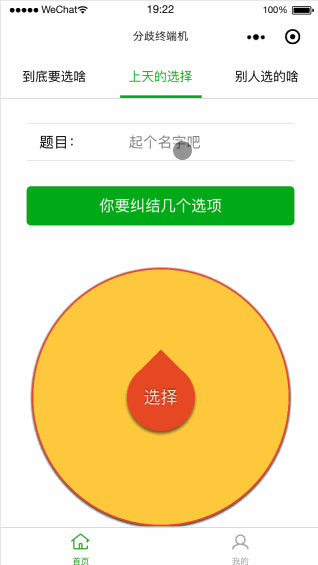 WeChat 19:22 100%
分歧终端机
到底要选啥 上天的选择 别人选的啥
题目： 起个名字吧
你要纠结几个选项
选择
首页 我的